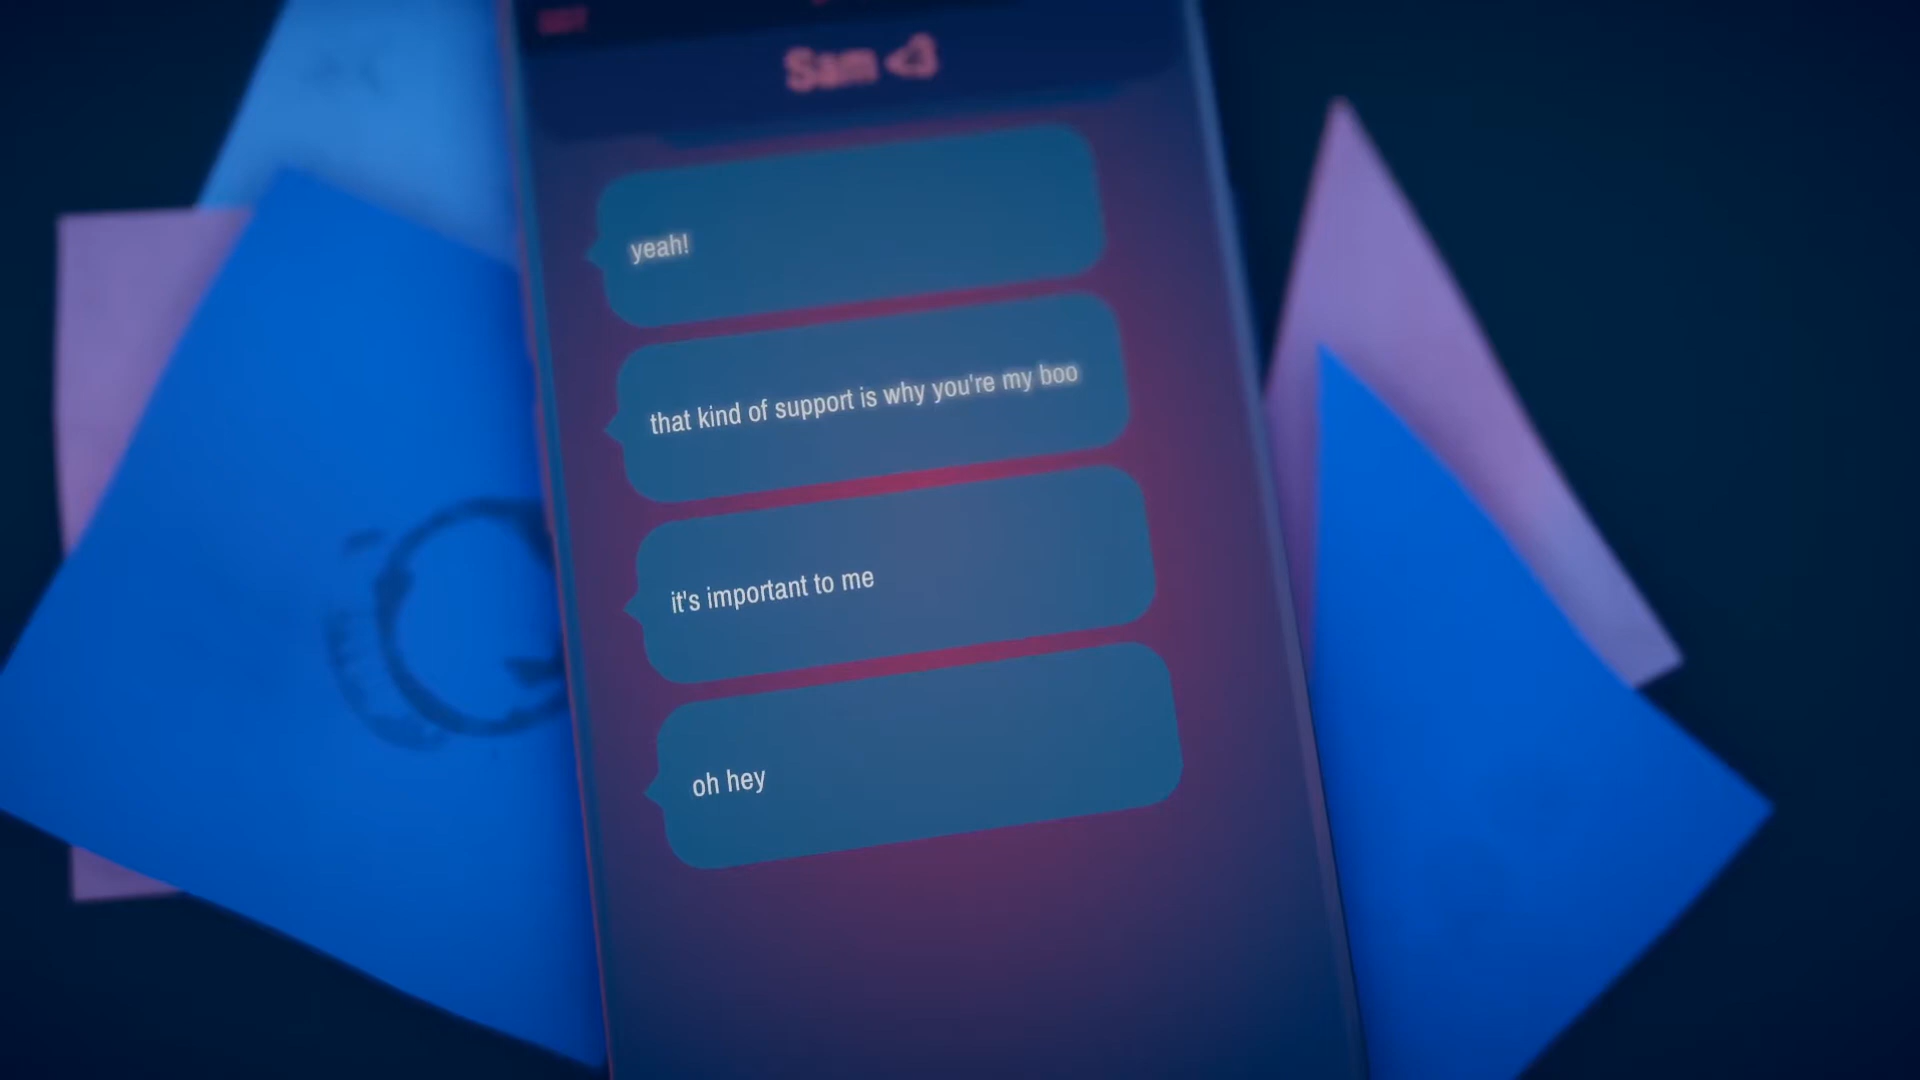 Sam <3
yeah!
that kind of support is why you're my boo
it's important to me
oh hey